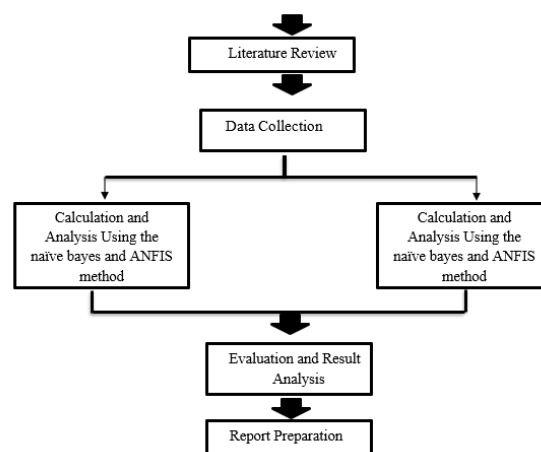 Literature Review
Data Collection
Calculation and
Analysis Using the
naïve bayes and ANFIS
method
Calculation and
Analysis Using the
naïve bayes and ANFIS
method
Evaluation and Result
Analysis
Report Preparation